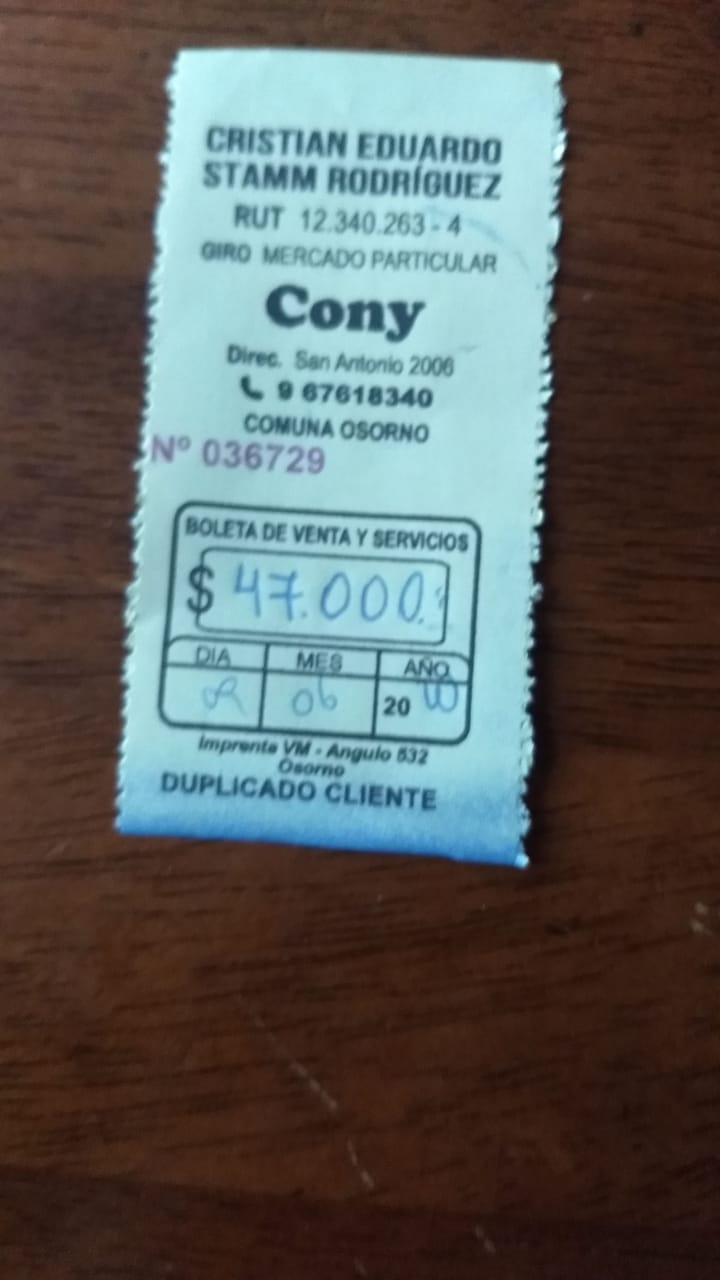 CRISTIAN EDUARDO
STAMM RODRÍGUEZ
RUT 12.340.263 - 4
GIRO MERCADO PARTICULAR
Cony
Direc. San Antonio 2006
9 67618340
COMUNA OSORNO
Nº 036729
BOLETA DE VENTA Y SERVICIOS
$ 47.000
DIA MES AÑO
06 20
Imprenta VM - Angulo 532
Osorno
DUPLICADO CLIENTE